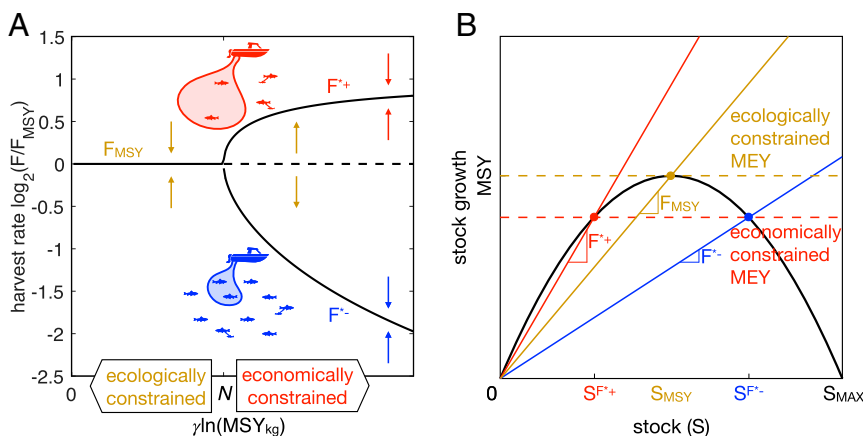 A
harvest rate log2(F/FMSY)
1.5
1
0.5
0
-0.5
-1
-1.5
-2
-2.5
FMSY
F*+
F*-
ecologically
constrained
N
economically
constrained
γln(MSYkg)
B
stock growth
MSY
ecologically
constrained
MEY
FMSY
F*+
economically
constrained
MEY
F*-
0
SF*+
SMSY
SF*-
SMAX
stock (S)